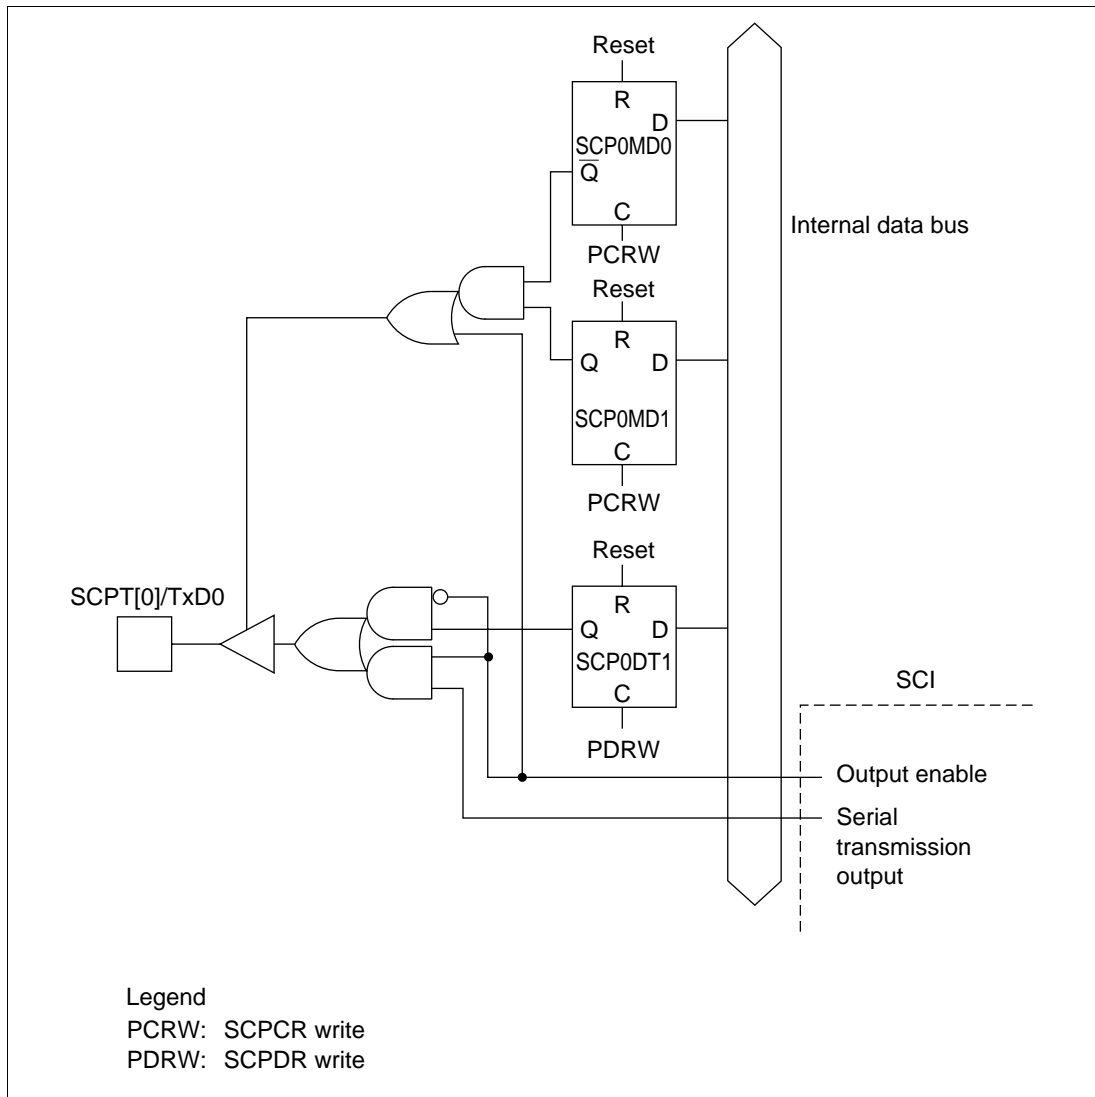 Reset
R
D
SCP0MD0
Q
C
PCRW
Internal data bus
Reset
R
Q D
SCP0MD1
C
PCRW
Reset
SCPT[0]/TxD0
R
Q D
SCP0DT1
C
PDRW
SCI
Output enable
Serial
transmission
output
Legend
PCRW: SCPCR write
PDRW: SCPDR write